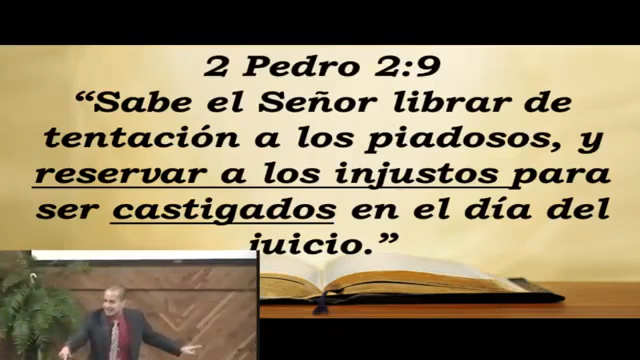 2 Pedro 2:9
“Sabe el Señor librar de
tentación a los piadosos, y
reservar a los injustos para
ser castigados en el día del
juicio.”